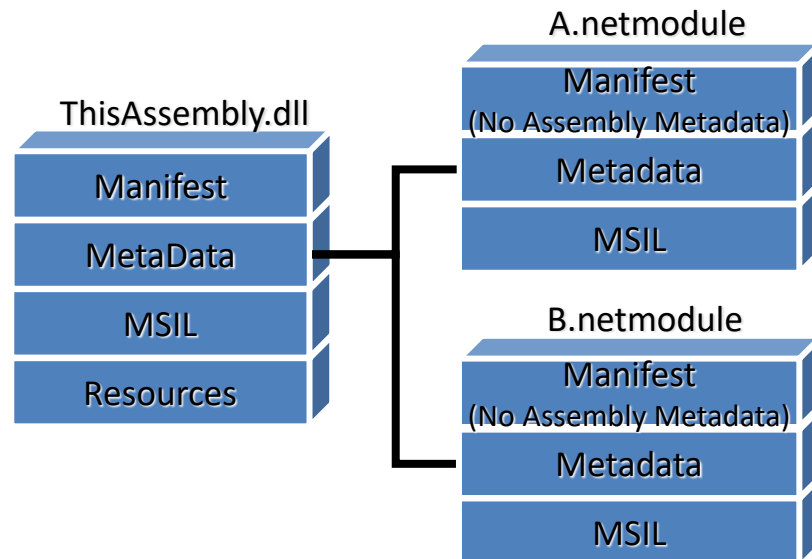 ThisAssembly.dll
Manifest
MetaData
MSIL
Resources
A.netmodule
Manifest
(No Assembly Metadata)
Metadata
MSIL
B.netmodule
Manifest
(No Assembly Metadata)
Metadata
MSIL